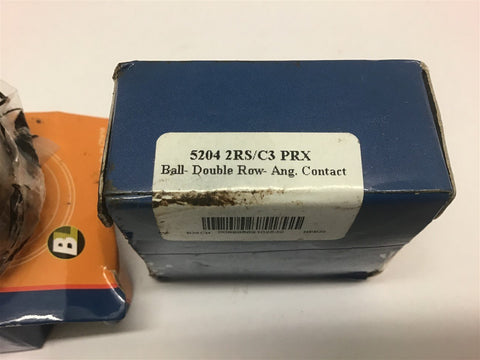 5204 2RS/C3 PRX
Ball- Double Row- Ang. Contact
B